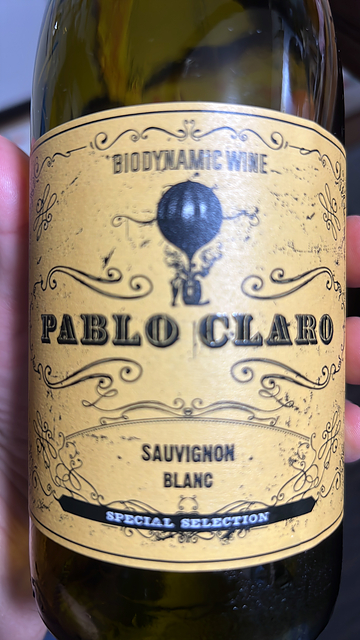 BIODYNAMIC WINE
PABLO CLARO
SAUVIGNON
BLANC
SPECIAL SELECTION